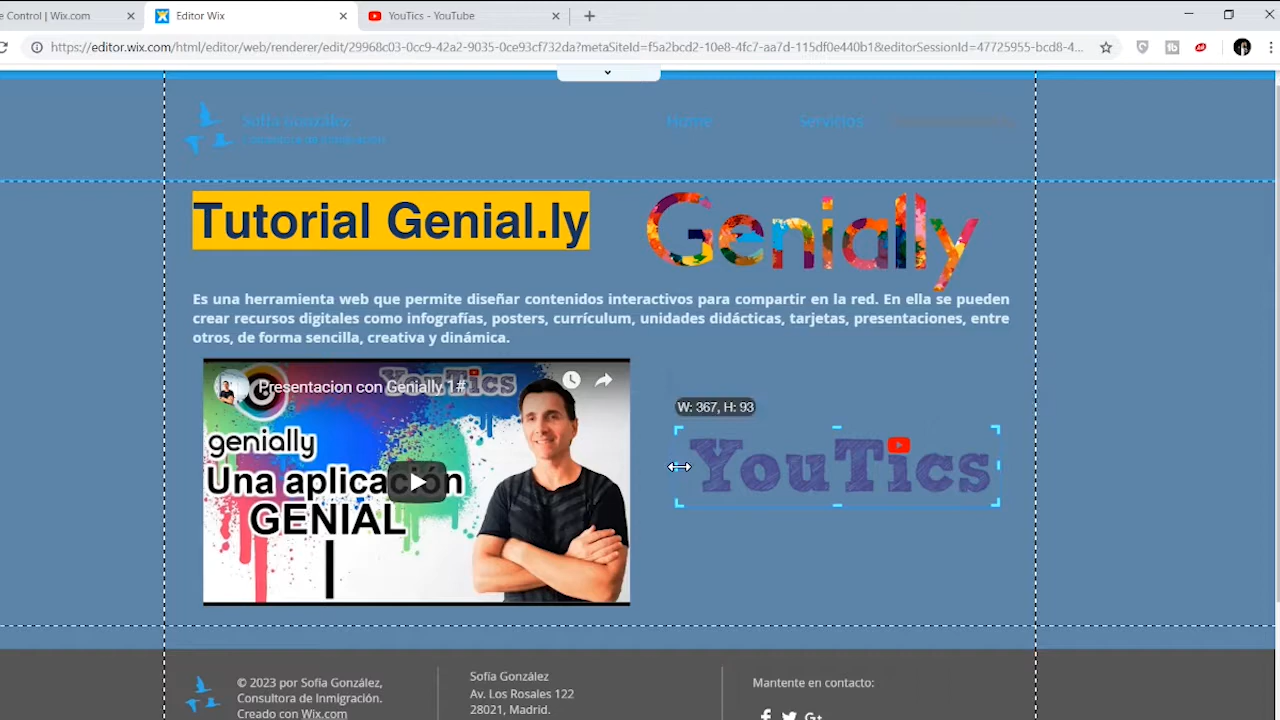 e Control | Wix.com
Editor Wix
YouTics - YouTube
https://editor.wix.com/html/editor/web/renderer/edit/29968c03-0cc9-42a2-9035-0ce93cf732da?metaSiteId=f5a2bcd2-10e8-4fc7-aa7d-115df0e440b1&editorSessionId=47725955-bcd8-4...
Sofía González
Consultora de Inmigración
Home
Servicios
Tutorial Genial.ly
Genially
Es una herramienta web que permite diseñar contenidos interactivos para compartir en la red. En ella se pueden
crear recursos digitales como infografías, posters, currículum, unidades didácticas, tarjetas, presentaciones, entre
otros, de forma sencilla, creativa y dinámica.
Presentacion con Genially 1#
YouTics
genially
Una aplicación
GENIAL
W: 367, H: 93
YouTics
© 2023 por Sofía González,
Consultora de Inmigración.
Creado con Wix.com
Sofía González
Av. Los Rosales 122
28021, Madrid.
Mantente en contacto: